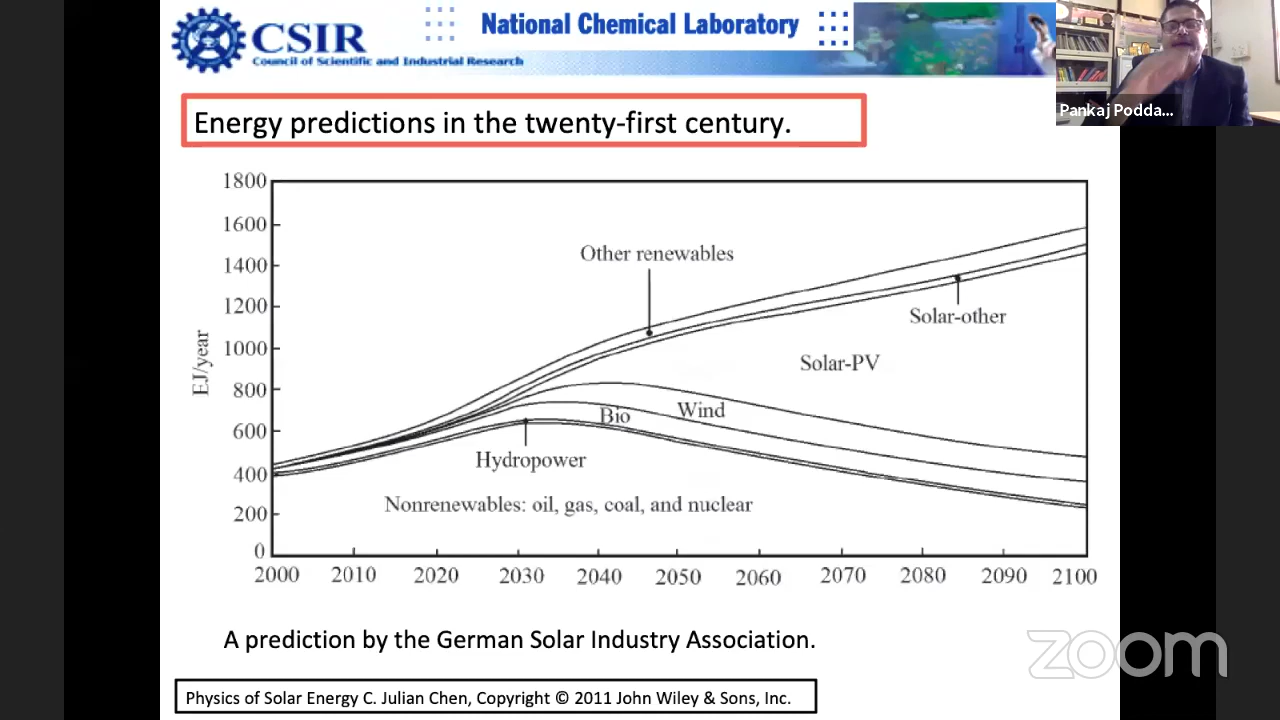 CSIR
Council of Scientific and Industrial Research
National Chemical Laboratory
Pankaj Podda...
Energy predictions in the twenty-first century.
1800
1600
1400
1200
1000
800
600
400
200
0
EJ/year
Other renewables
Solar-other
Solar-PV
Wind
Bio
Hydropower
Nonrenewables: oil, gas, coal, and nuclear
2000 2010 2020 2030 2040 2050 2060 2070 2080 2090 2100
A prediction by the German Solar Industry Association.
zoom
Physics of Solar Energy C. Julian Chen, Copyright © 2011 John Wiley & Sons, Inc.